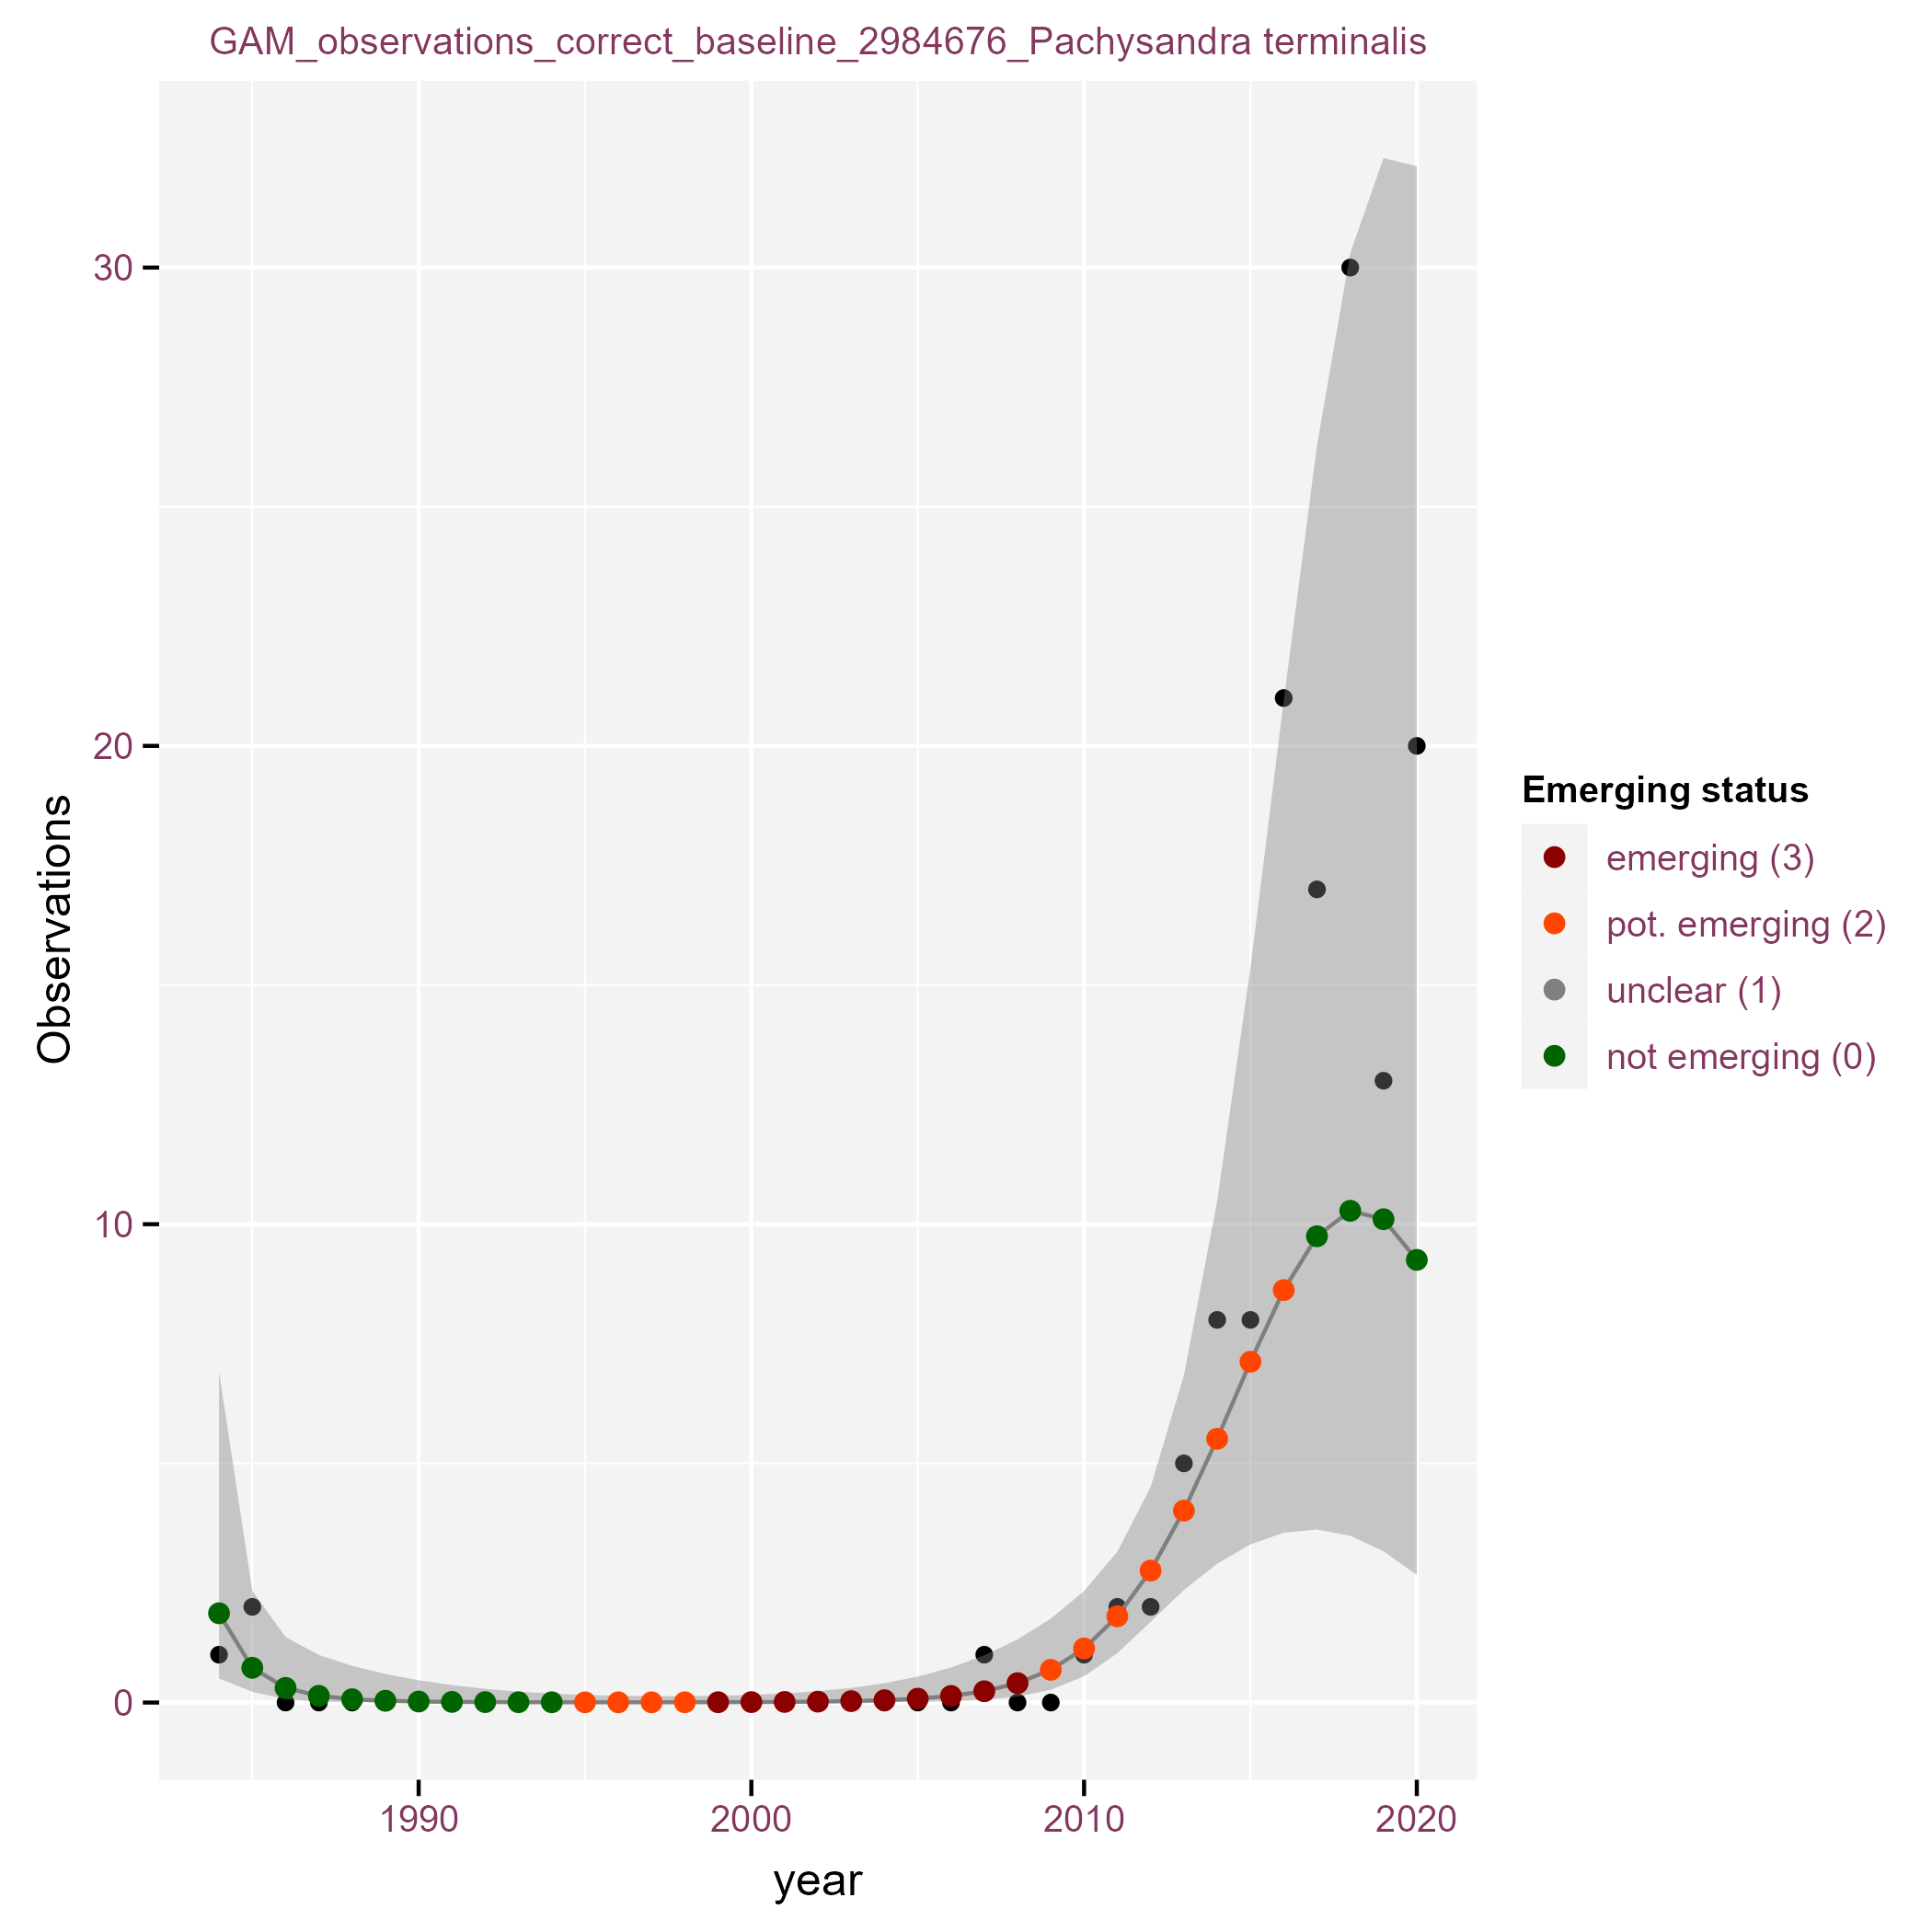 GAM_observations_correct_baseline_2984676_Pachysandra terminalis
30
20
10
0
Observations
1990
2000
2010
2020
year
Emerging status
emerging (3)
pot. emerging (2)
unclear (1)
not emerging (0)